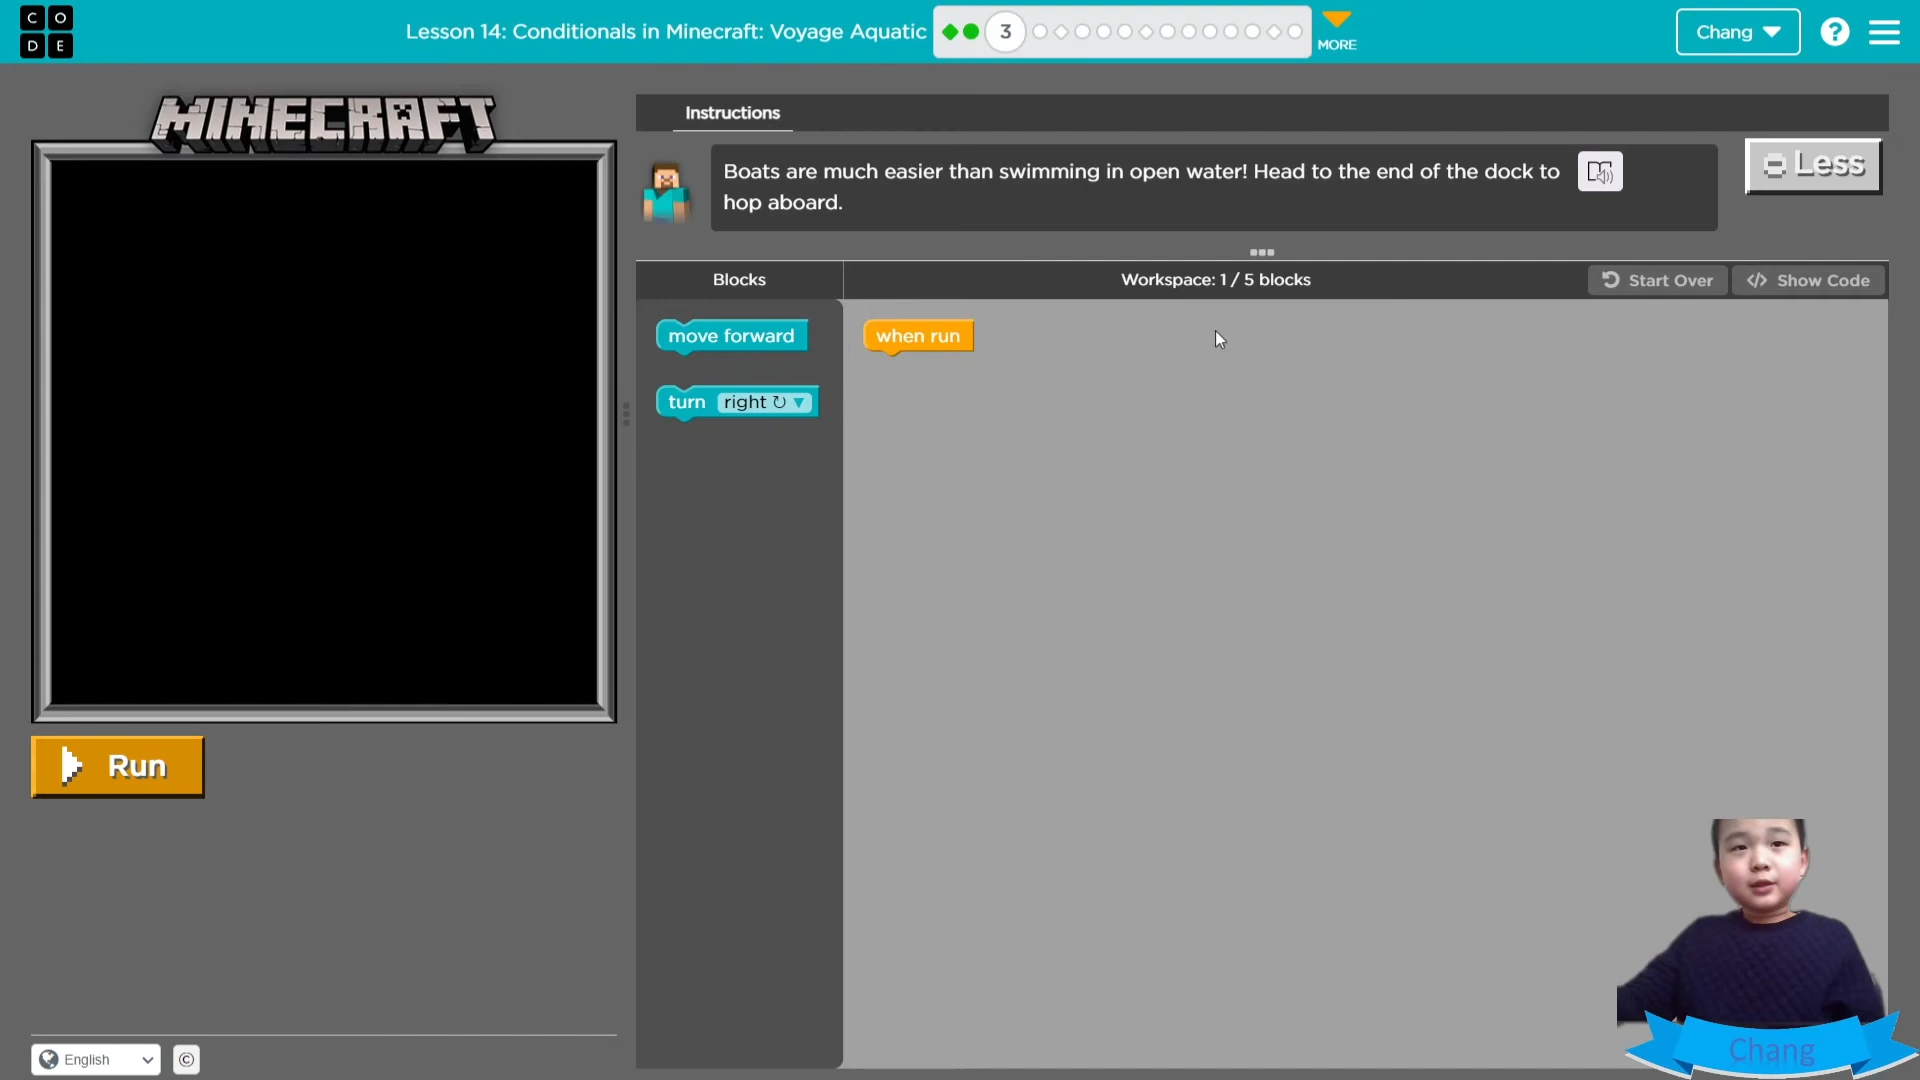 CODE
Lesson 14: Conditionals in Minecraft: Voyage Aquatic
3
MORE
Chang
?
MINECRAFT
Instructions
Boats are much easier than swimming in open water! Head to the end of the dock to
hop aboard.
Less
Blocks
Workspace: 1 / 5 blocks
Start Over
</> Show Code
move forward
when run
turn right ↻ ▼
Run
English
©
Chang